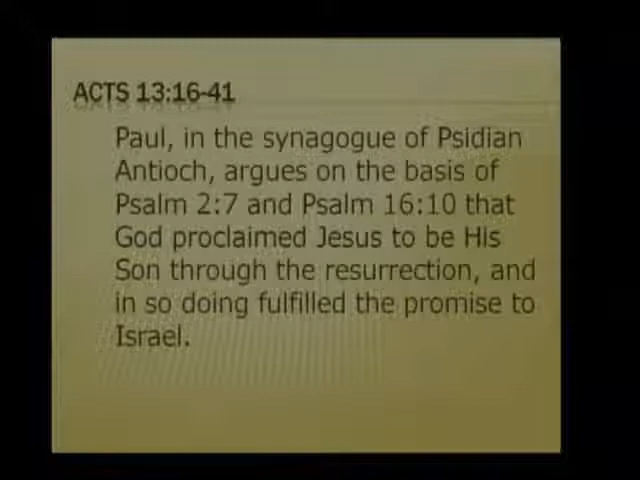 ACTS 13:16-41
Paul, in the synagogue of Psidian
Antioch, argues on the basis of
Psalm 2:7 and Psalm 16:10 that
God proclaimed Jesus to be His
Son through the resurrection, and
in so doing fulfilled the promise to
Israel.